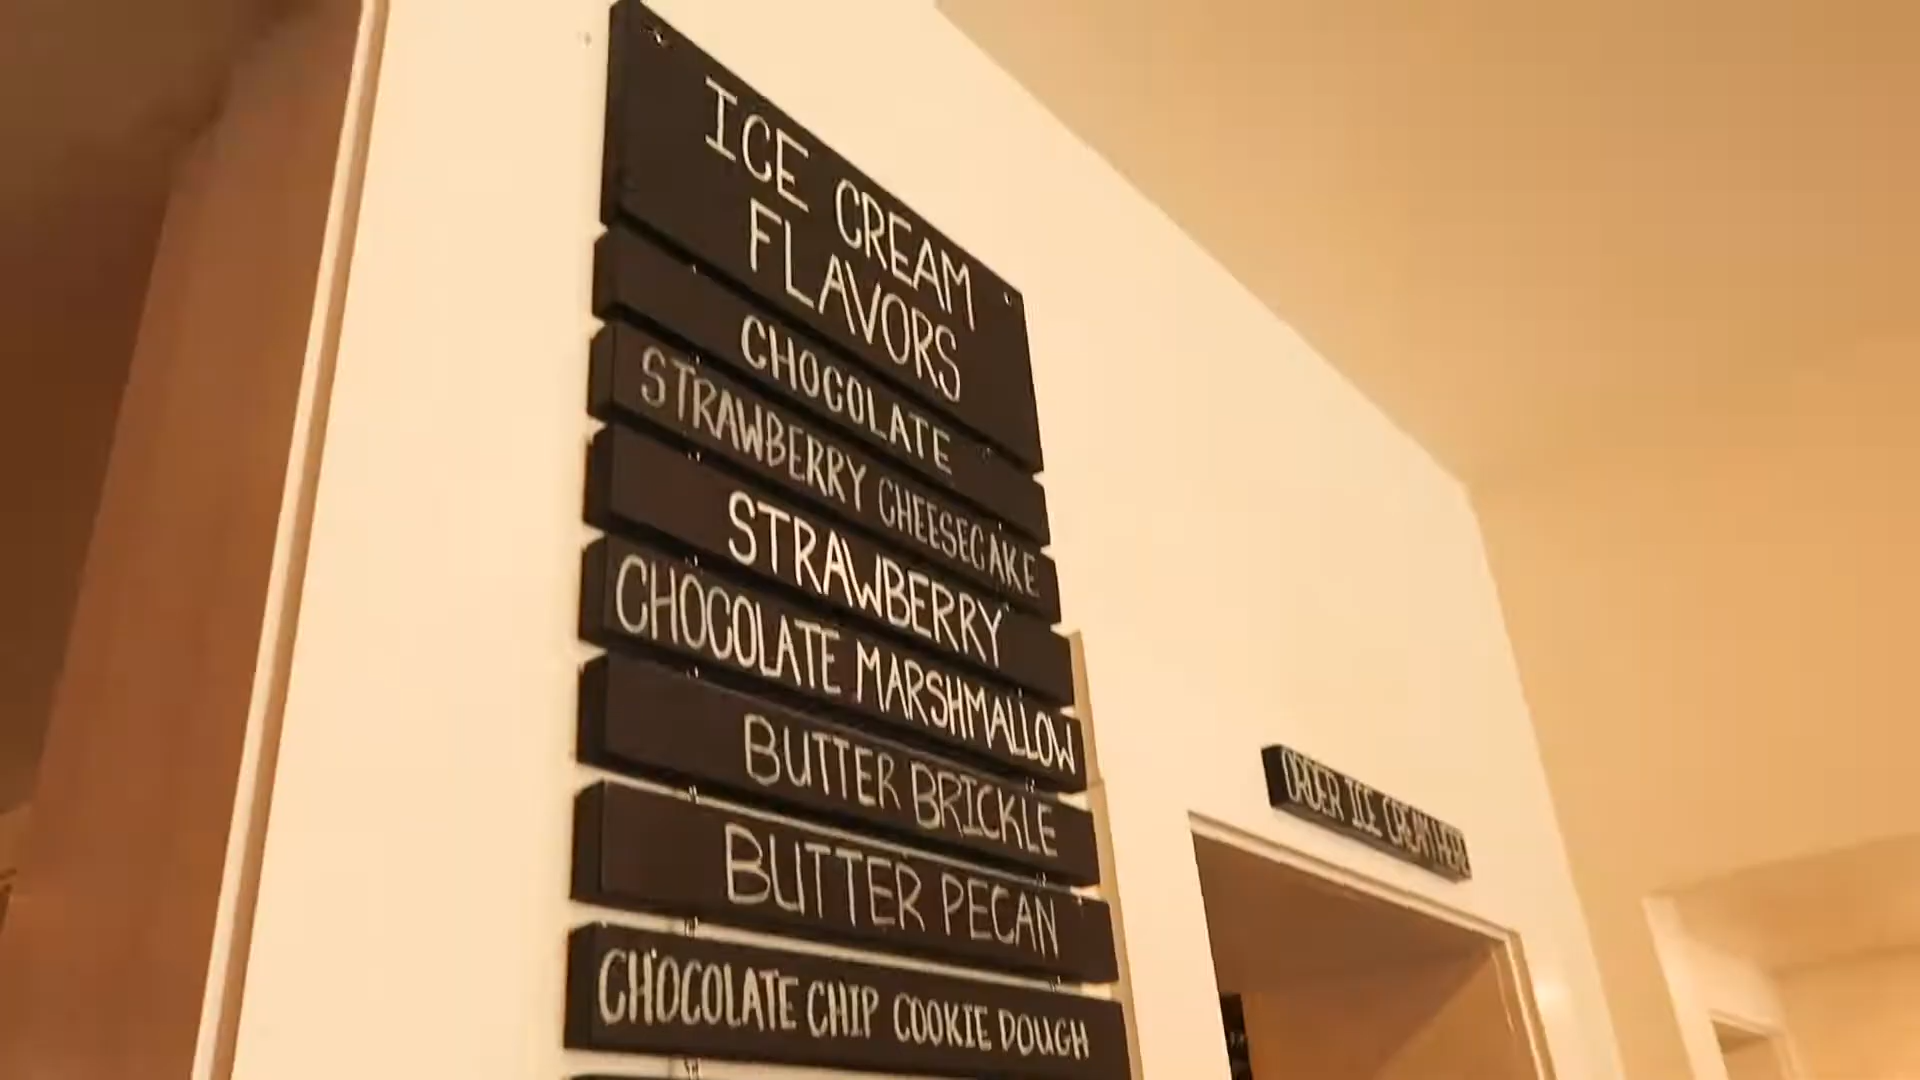 ICE CREAM
FLAVORS
CHOCOLATE
STRAWBERRY CHEESECAKE
STRAWBERRY
CHOCOLATE MARSHMALLOW
BUTTER BRICKLE
BUTTER PECAN
CHOCOLATE CHIP COOKIE DOUGH
ORDER ICE CREAM HERE